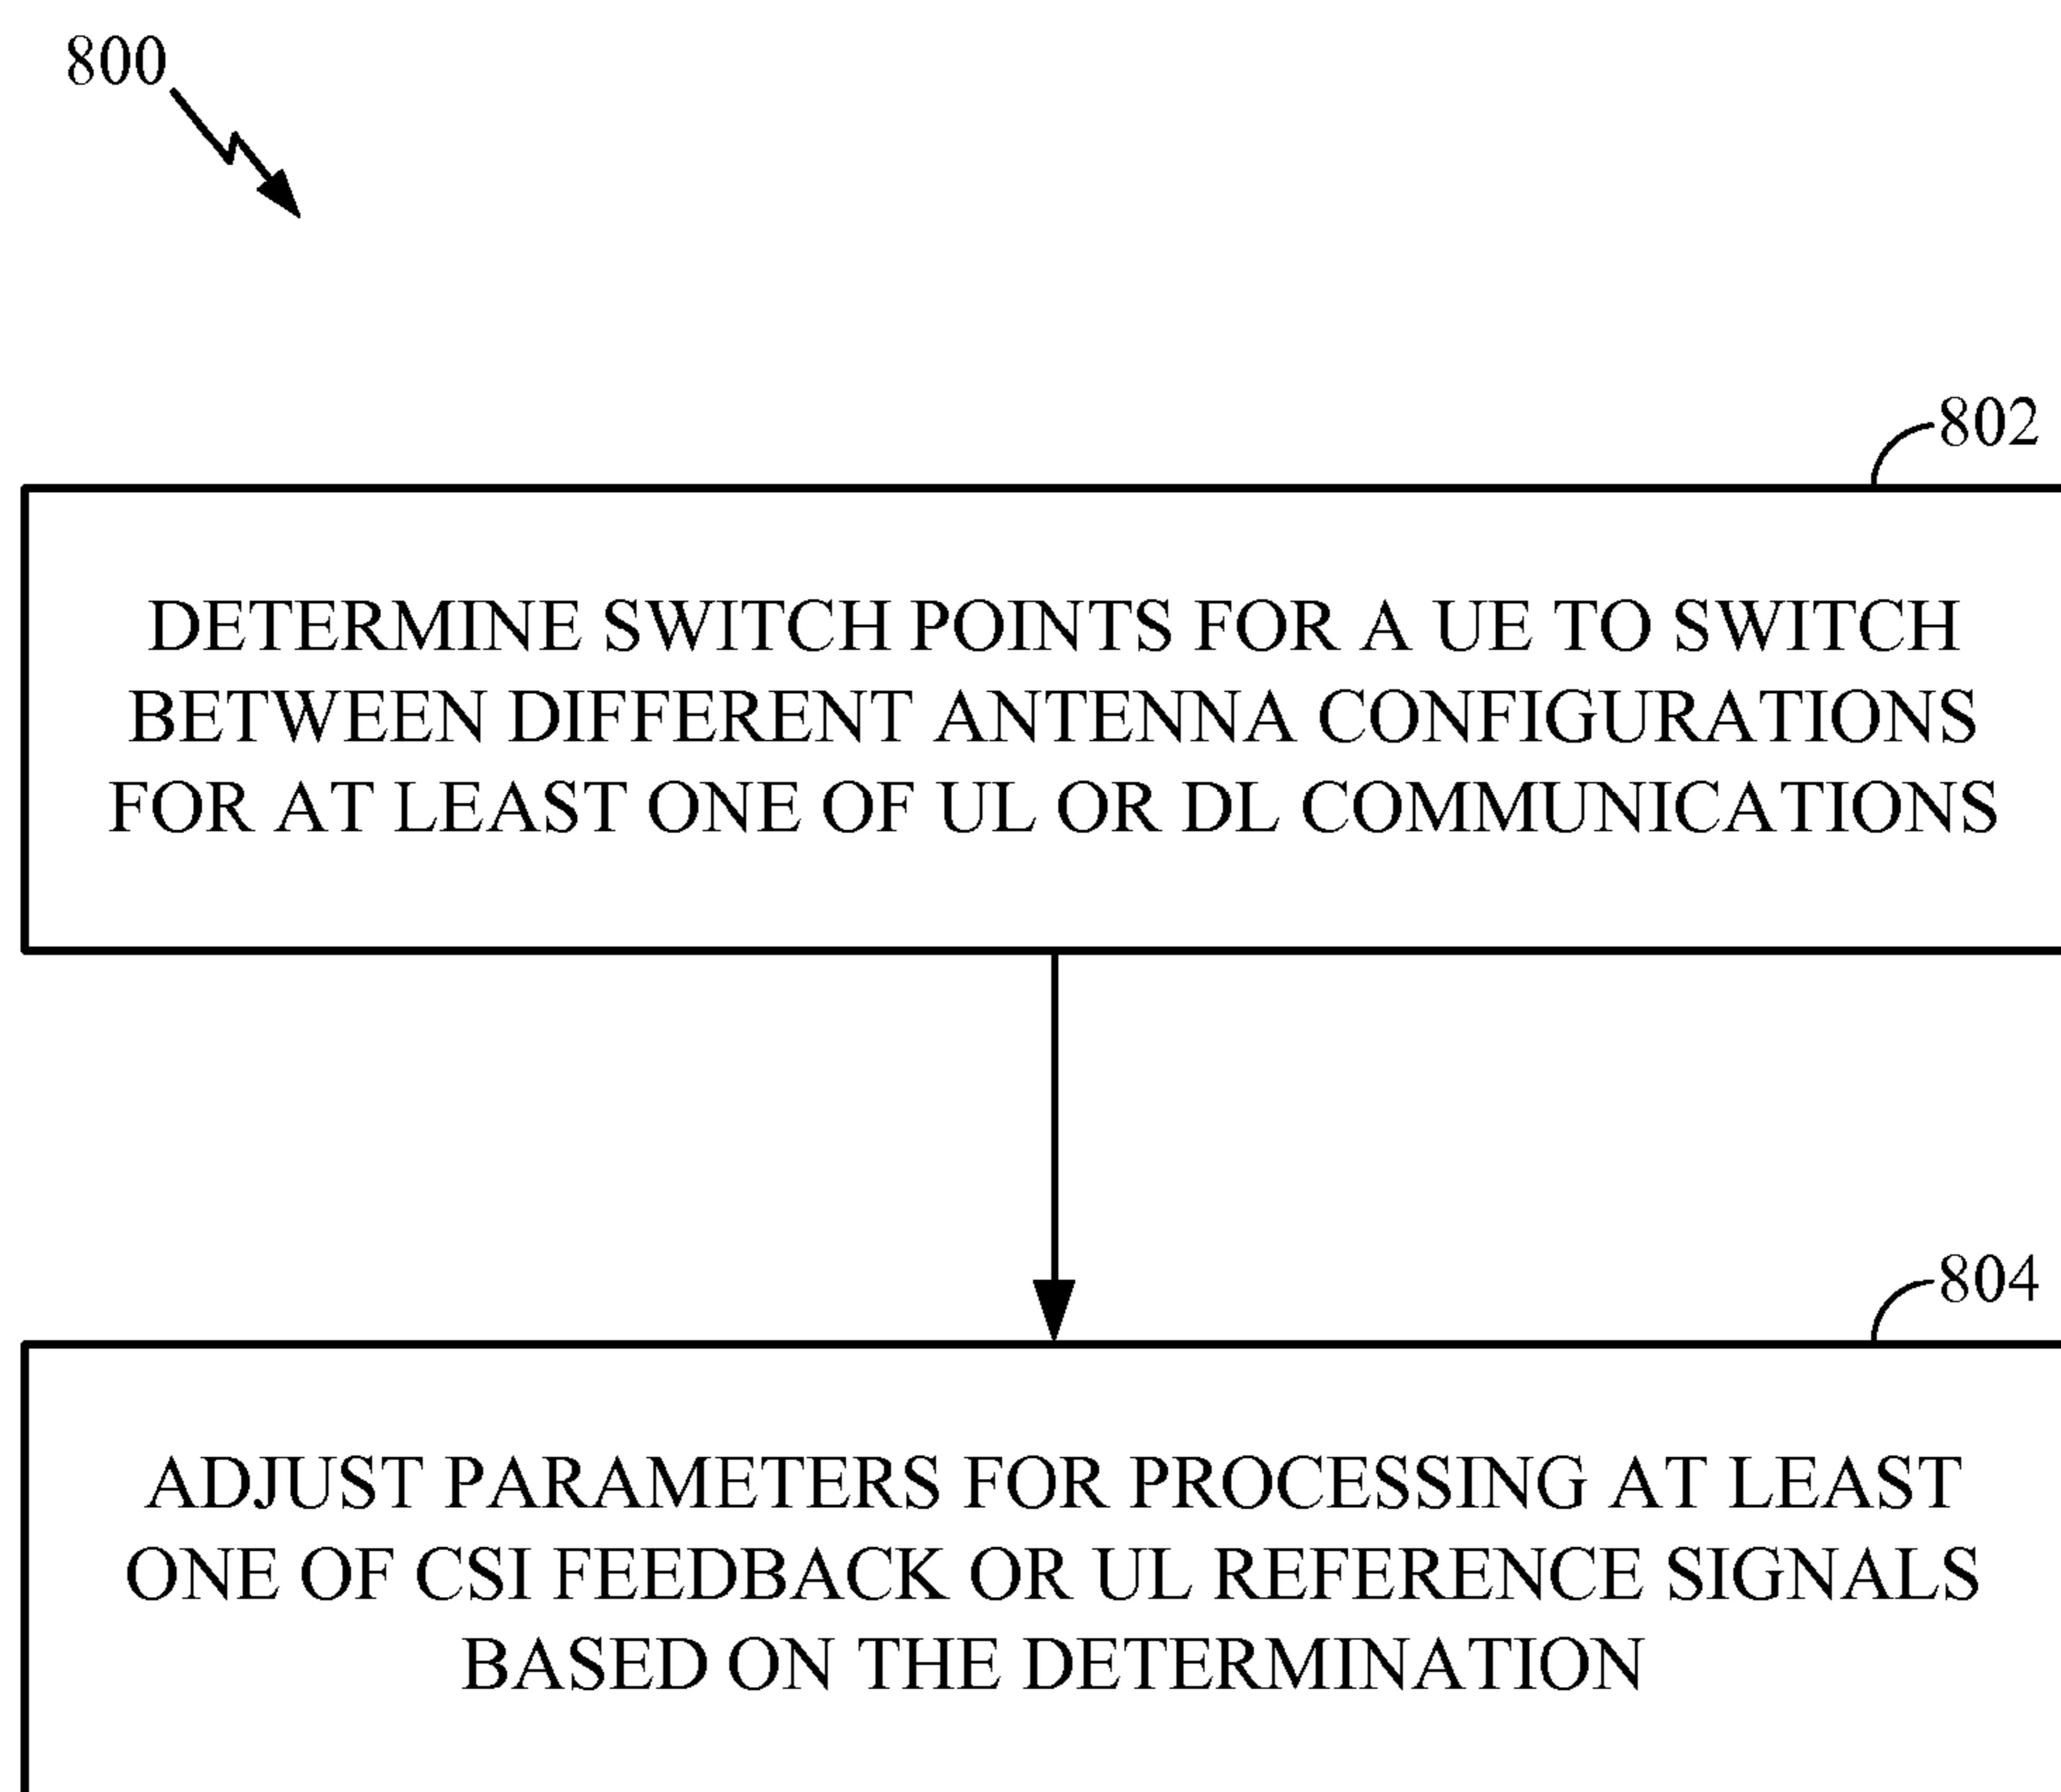 800
802
DETERMINE SWITCH POINTS FOR A UE TO SWITCH
BETWEEN DIFFERENT ANTENNA CONFIGURATIONS
FOR AT LEAST ONE OF UL OR DL COMMUNICATIONS
804
ADJUST PARAMETERS FOR PROCESSING AT LEAST
ONE OF CSI FEEDBACK OR UL REFERENCE SIGNALS
BASED ON THE DETERMINATION